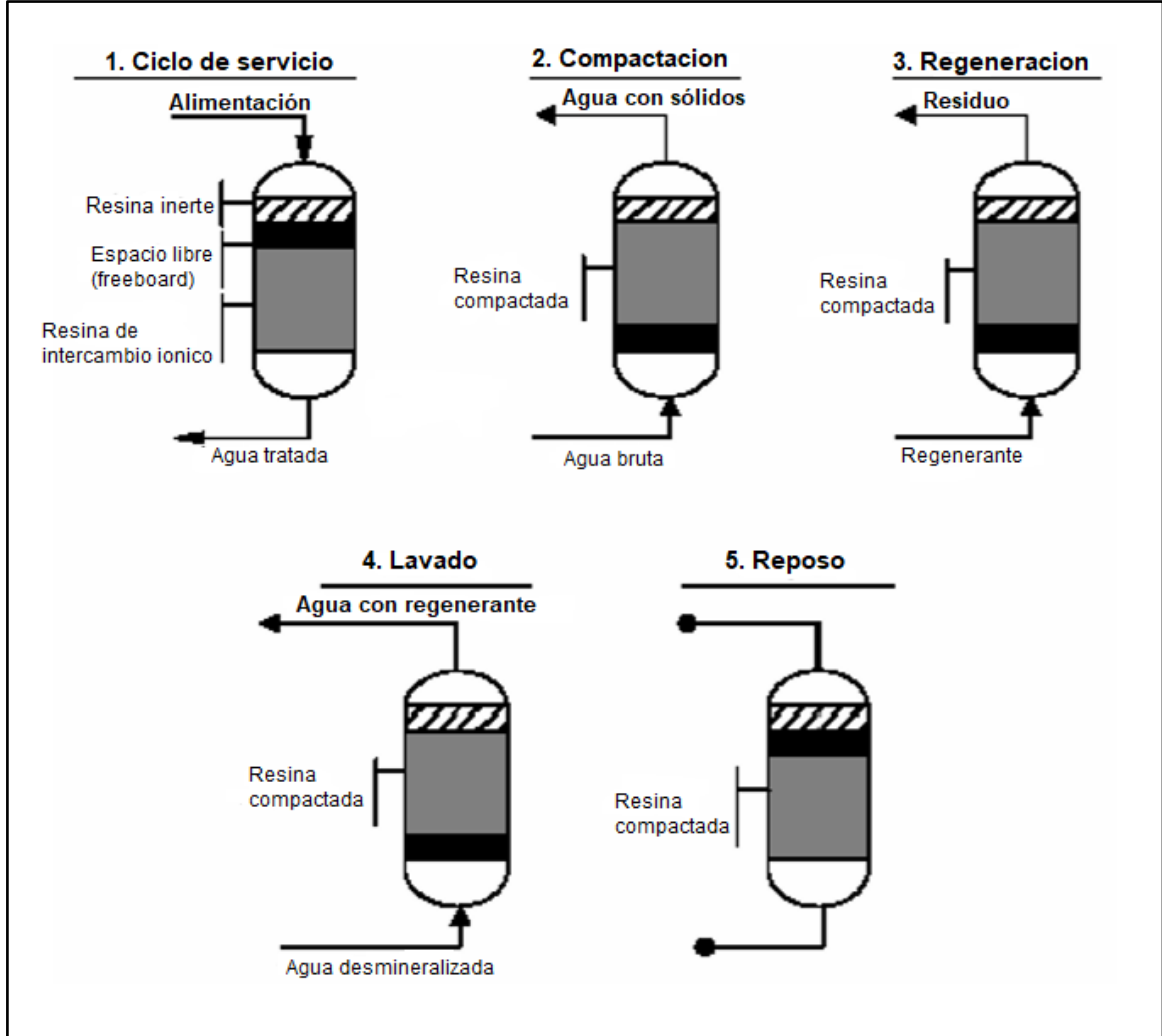 1. Ciclo de servicio
Alimentación
Resina inerte
Espacio libre
(freeboard)
Resina de
intercambio ionico
Agua tratada
2. Compactacion
Agua con sólidos
Resina
compactada
Agua bruta
3. Regeneracion
Residuo
Resina
compactada
Regenerante
4. Lavado
Agua con regenerante
Resina
compactada
Agua desmineralizada
5. Reposo
Resina
compactada